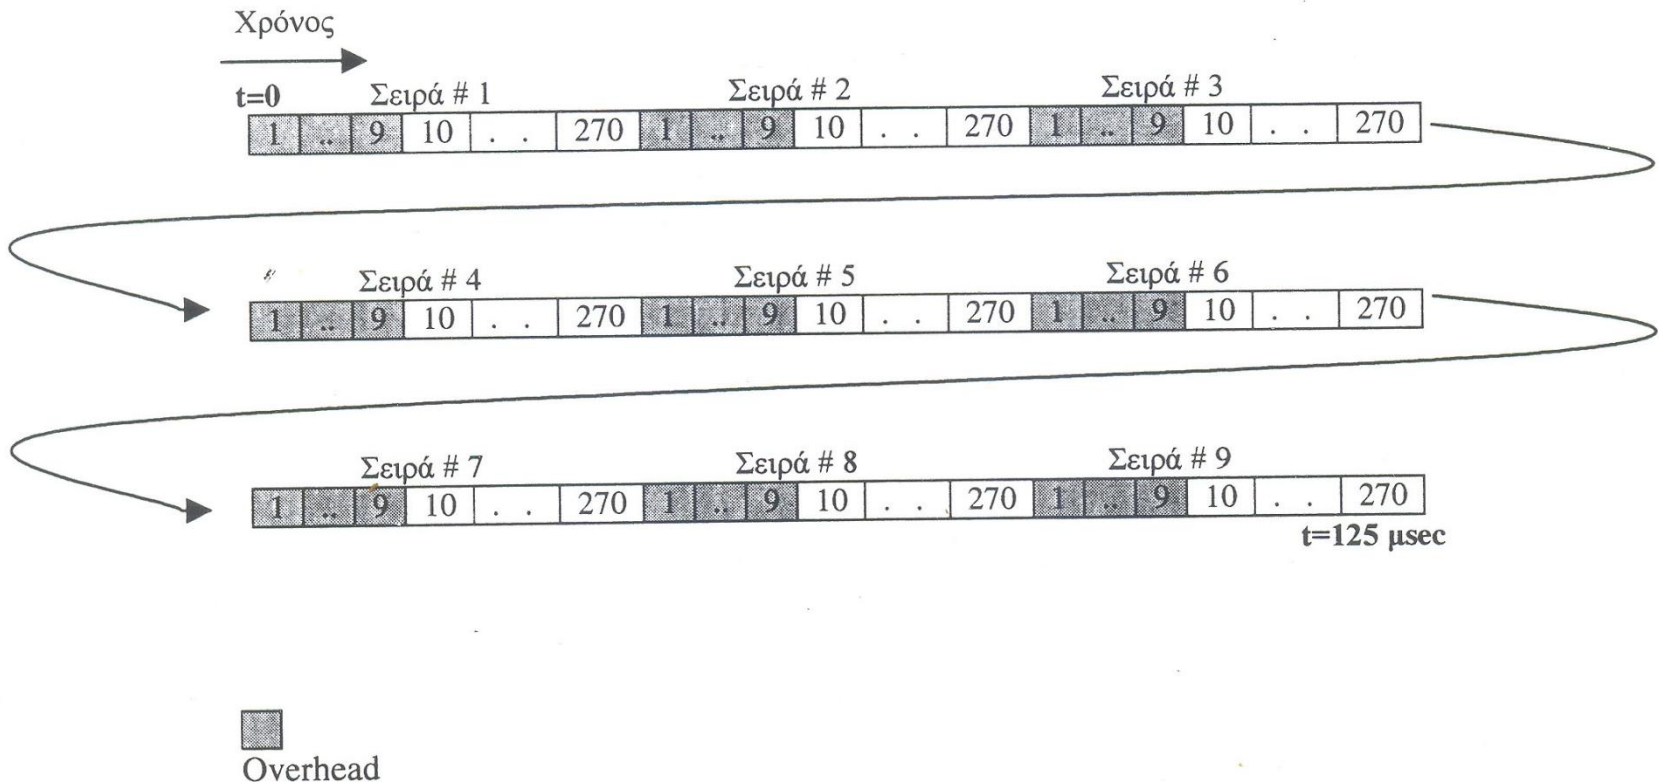 Χρόνος
t=0 Σειρά # 1 Σειρά # 2 Σειρά # 3
1 .. 9 10 . . 270 1 .. 9 10 . . 270 1 .. 9 10 . . 270
Σειρά # 4 Σειρά # 5 Σειρά # 6
1 .. 9 10 . . 270 1 .. 9 10 . . 270 1 .. 9 10 . . 270
Σειρά # 7 Σειρά # 8 Σειρά # 9
1 .. 9 10 . . 270 1 .. 9 10 . . 270 1 .. 9 10 . . 270
t=125 μsec
Overhead